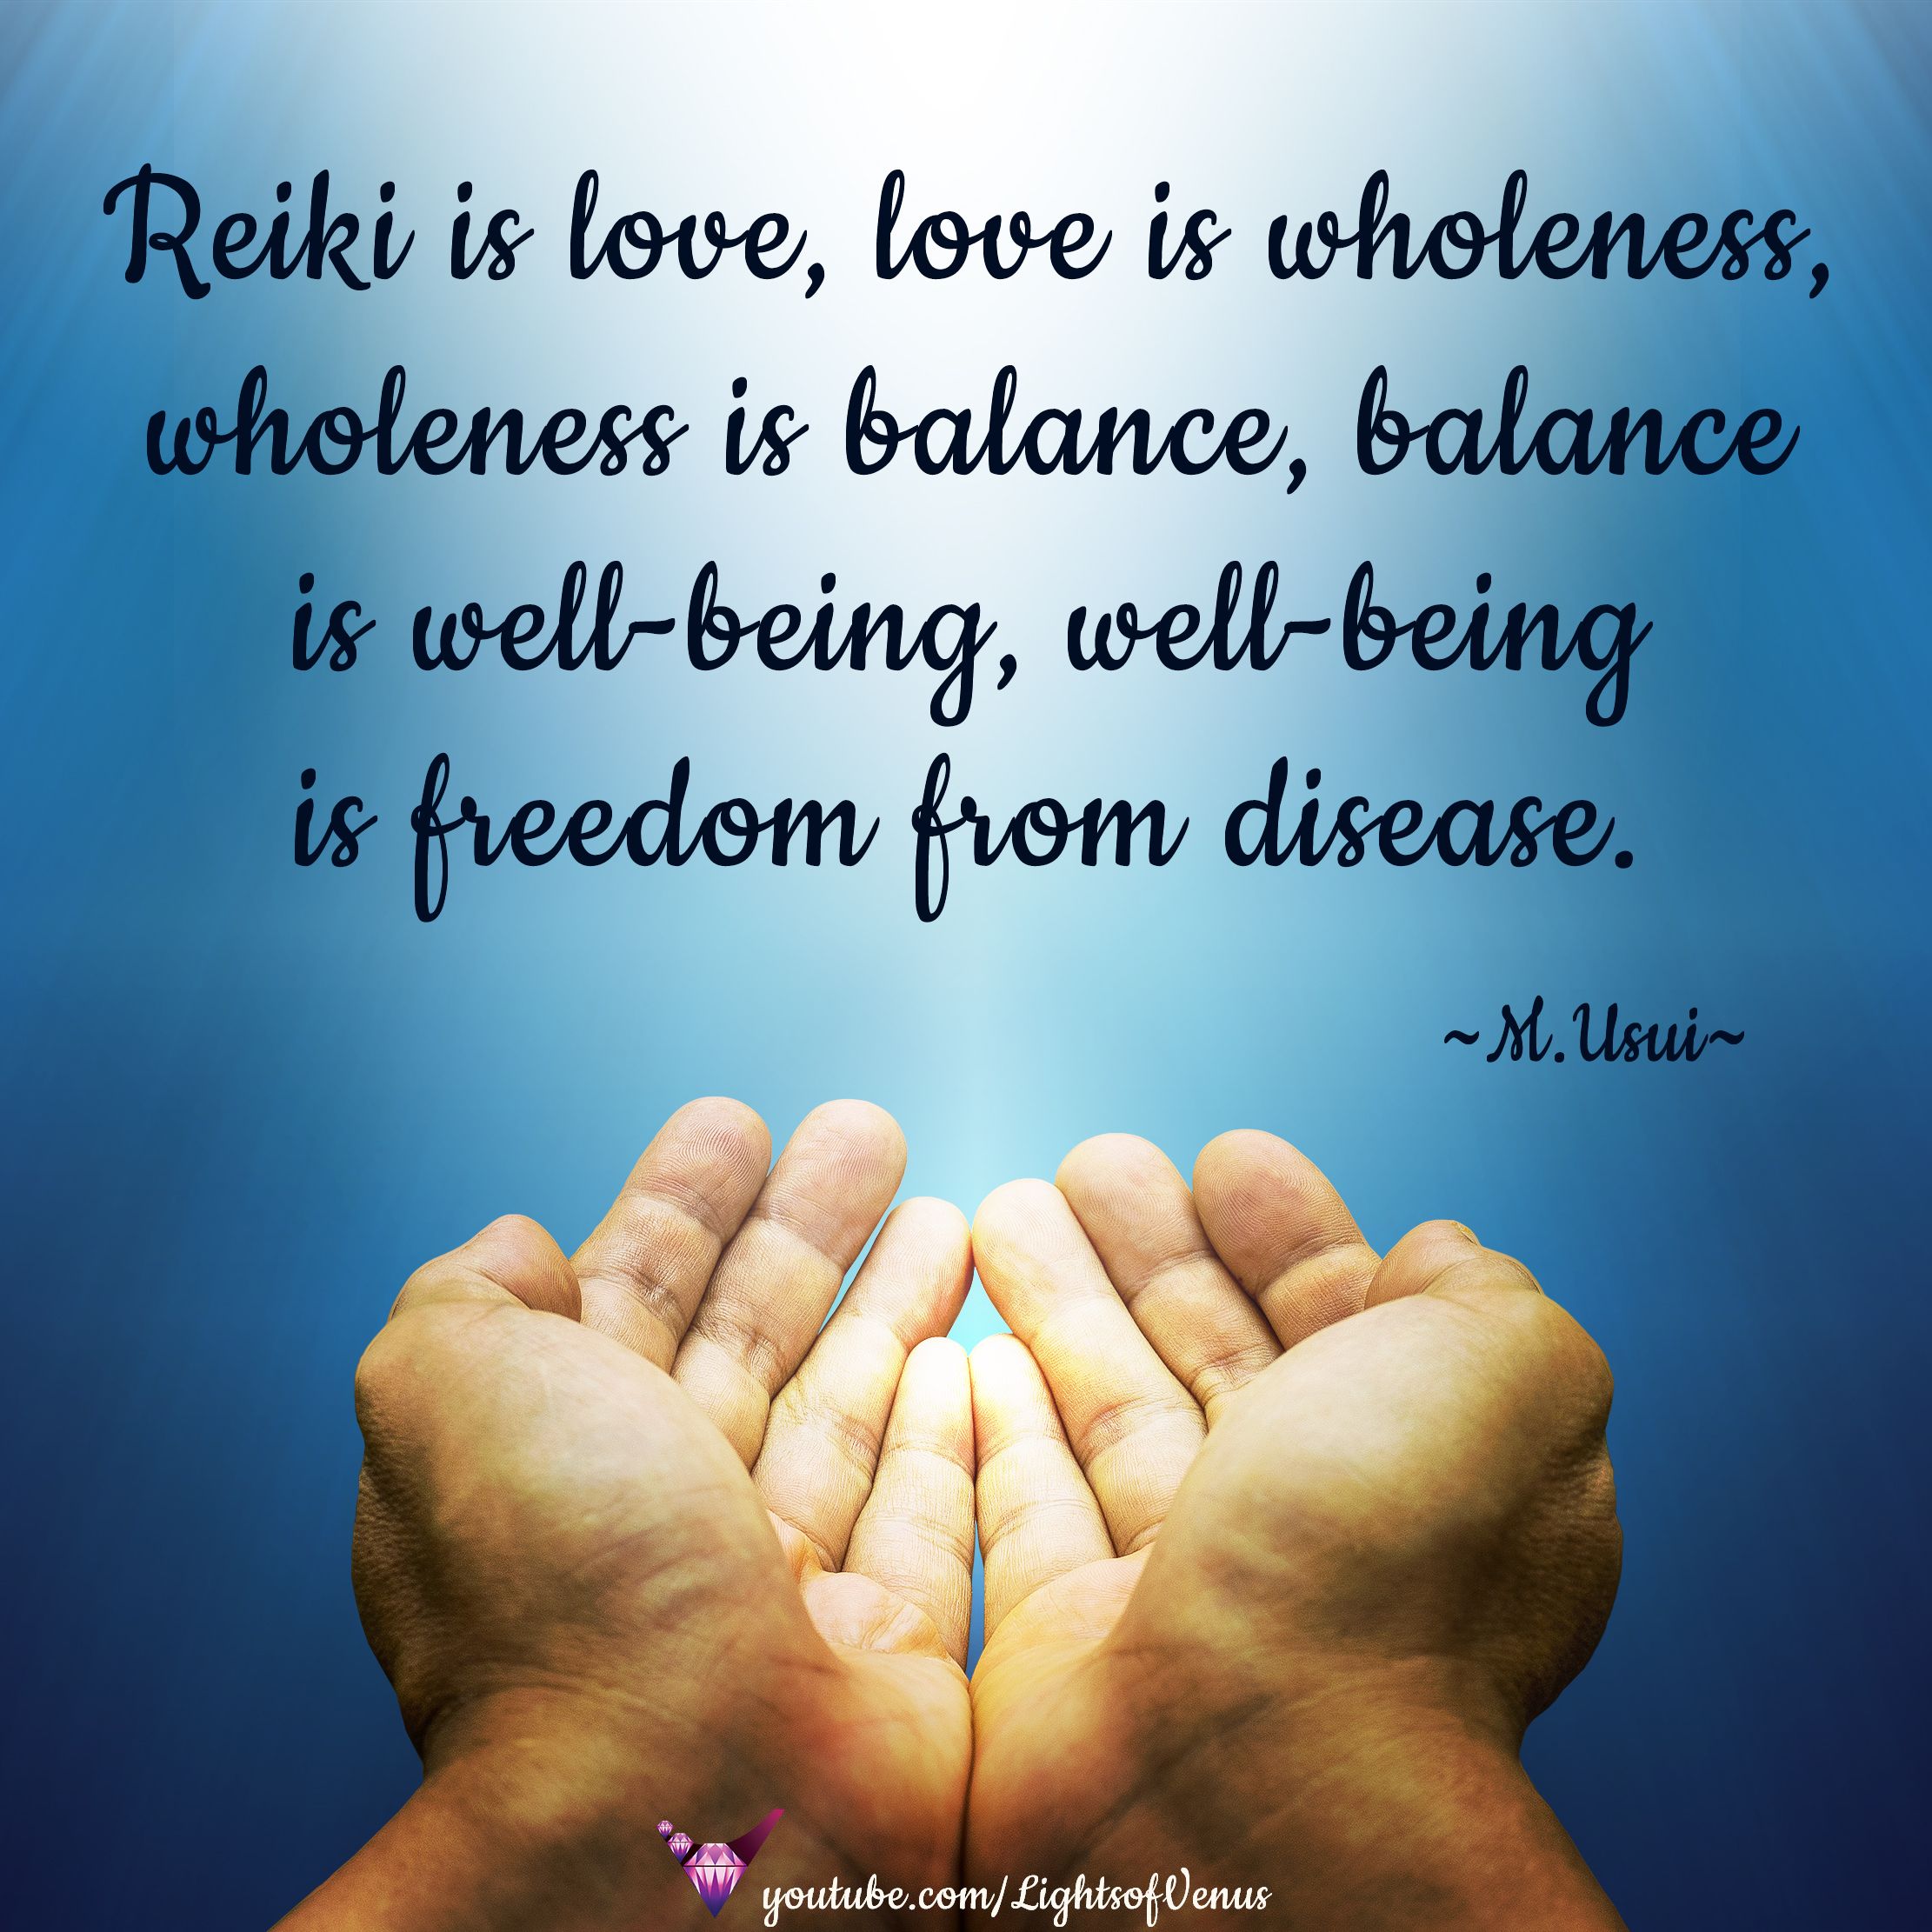 Reiki is love, love is wholeness,
wholeness is balance, balance
is well-being, well-being
is freedom from disease.
~M.Usui~
youtube.com/LightsofVenus